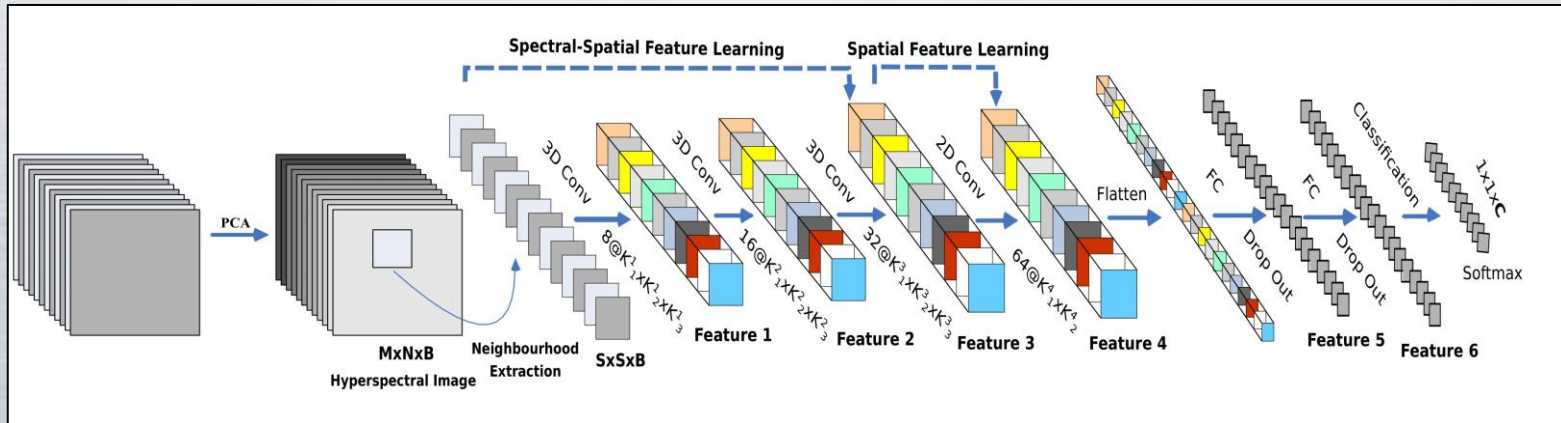 Spectral-Spatial Feature Learning
Spatial Feature Learning
PCA
MxNxB
Hyperspectral Image
Neighbourhood
Extraction
SxSxB
3D Conv
8@K¹₁xK¹₂xK¹₃
Feature 1
3D Conv
16@K²₁xK²₂xK²₃
Feature 2
3D Conv
32@K³₁xK³₂xK³₃
Feature 3
2D Conv
64@K⁴₁xK⁴₂
Feature 4
Flatten
FC
Drop Out
Feature 5
FC
Drop Out
Feature 6
Classification
1x1xC
Softmax